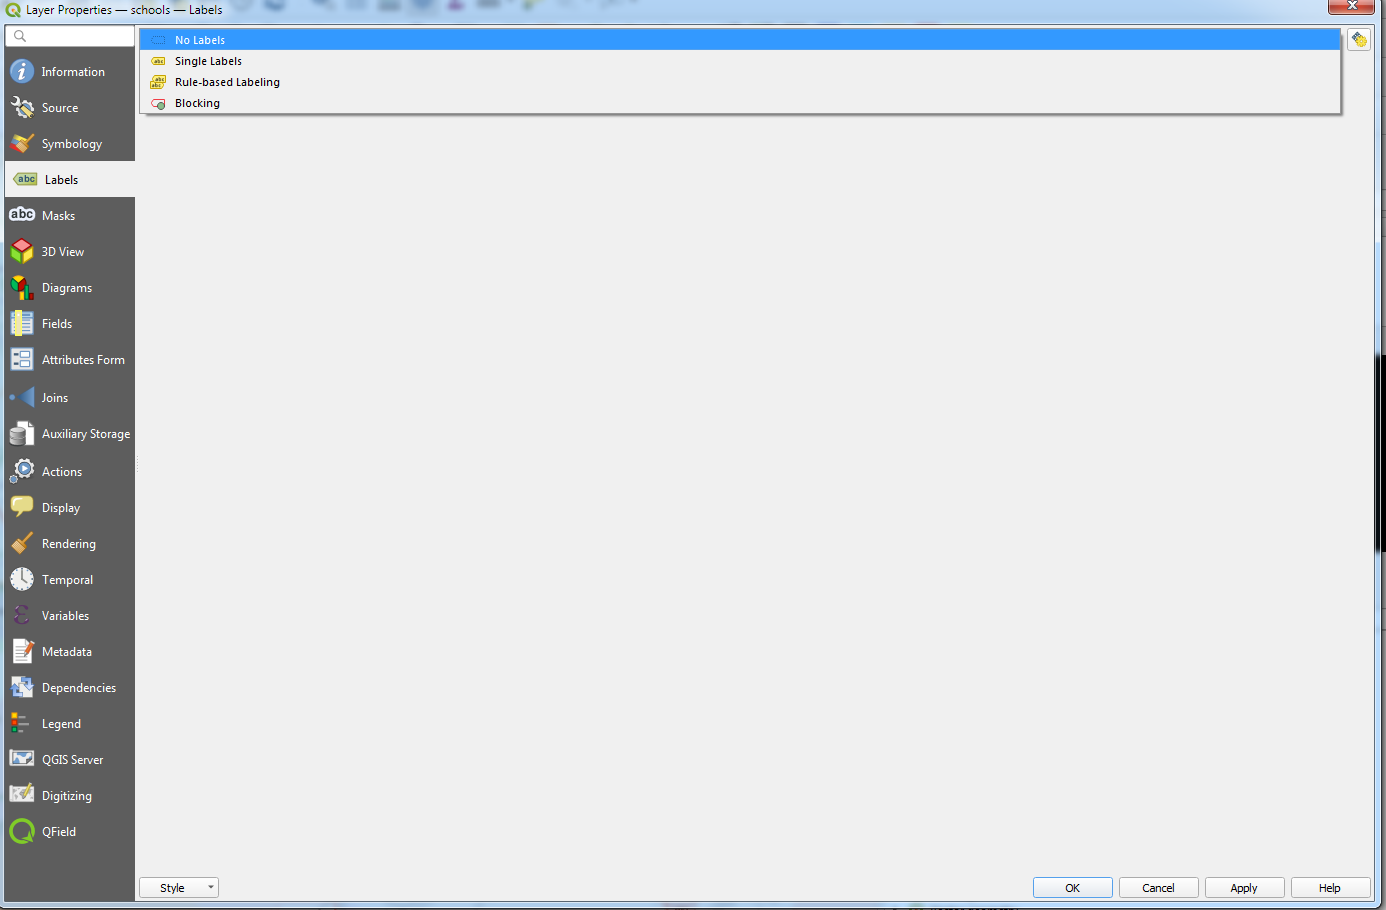 Layer Properties — schools — Labels
No Labels
Single Labels
Rule-based Labeling
Blocking
Information
Source
Symbology
abc Labels
abc Masks
3D View
Diagrams
Fields
Attributes Form
Joins
Auxiliary Storage
Actions
Display
Rendering
Temporal
Variables
Metadata
Dependencies
Legend
QGIS Server
Digitizing
QField
Style
OK
Cancel
Apply
Help